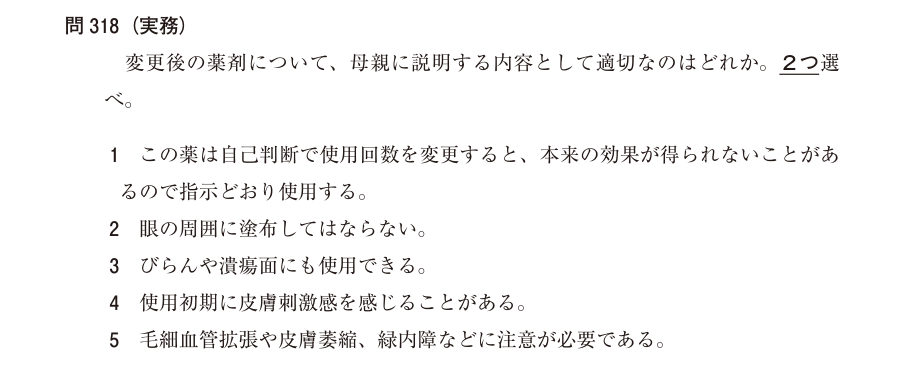 問 318（実務）
変更後の薬剤について、母親に説明する内容として適切なのはどれか。２つ選
べ。
1 この薬は自己判断で使用回数を変更すると、本来の効果が得られないことがあ
るので指示どおり使用する。
2 眼の周囲に塗布してはならない。
3 びらんや潰瘍面にも使用できる。
4 使用初期に皮膚刺激感を感じることがある。
5 毛細血管拡張や皮膚萎縮、緑内障などに注意が必要である。